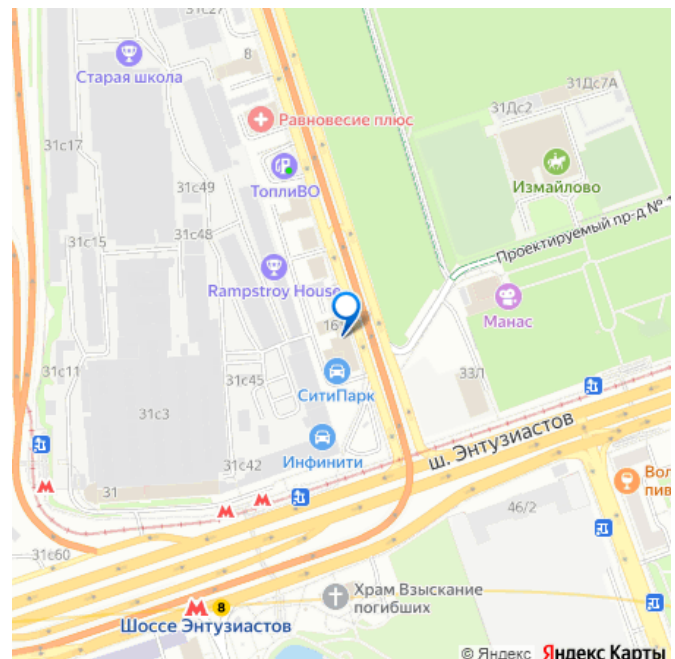 31с27
8
Старая школа
31Дс7А
31Дс2
Равновесие плюс
31с17
ТоплиВО
31с49
Измайлово
31с48
31с15
Проектируемый пр-д №
Rampstroy House
Манас
16
31с11
33Л
31с45
СитиПарк
31с3
ш. Энтузиастов
Инфинити
31с42
Вол
пив
31
46/2
31с60
Храм Взыскание
погибших
8
Шоссе Энтузиастов
© Яндекс Яндекс Карты